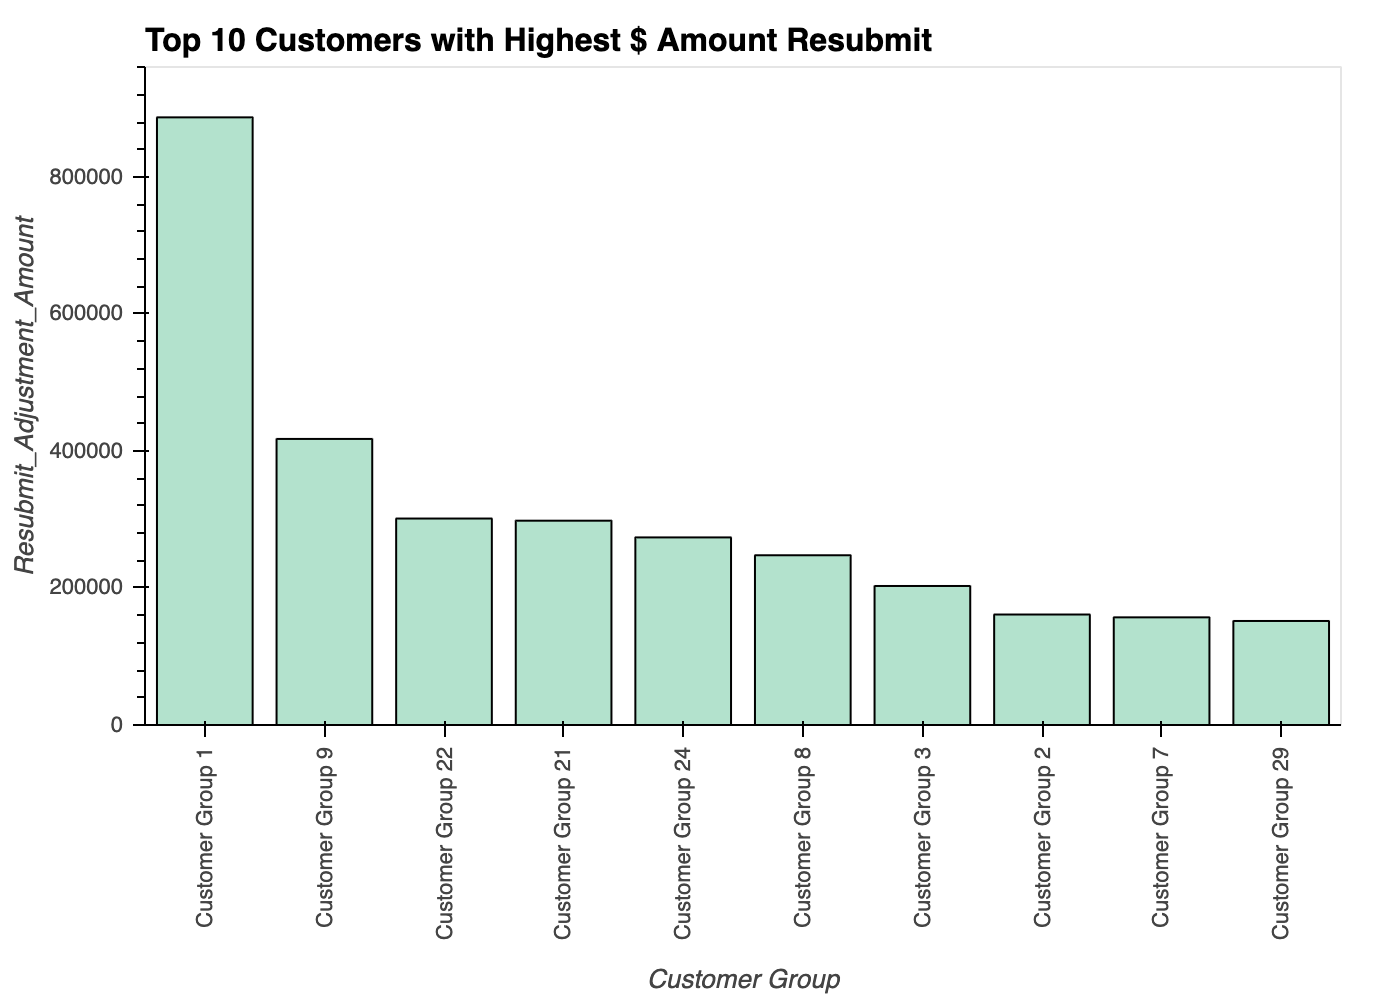 Top 10 Customers with Highest $ Amount Resubmit
Resubmit_Adjustment_Amount
800000
600000
400000
200000
0
Customer Group 1
Customer Group 9
Customer Group 22
Customer Group 21
Customer Group 24
Customer Group 8
Customer Group 3
Customer Group 2
Customer Group 7
Customer Group 29
Customer Group